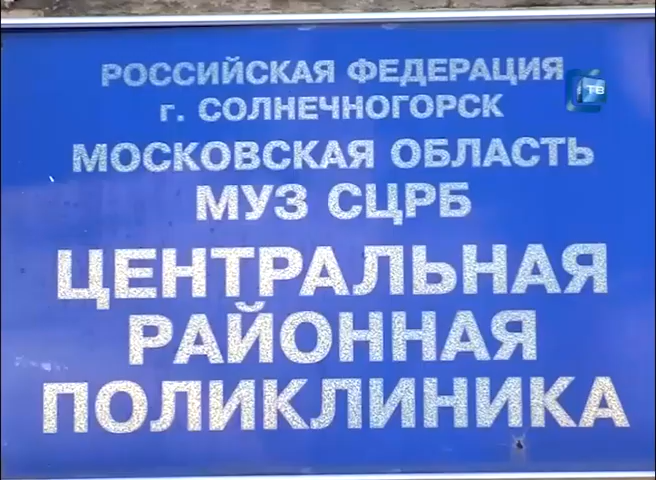 РОССИЙСКАЯ ФЕДЕРАЦИЯ
г. СОЛНЕЧНОГОРСК
ТВ
МОСКОВСКАЯ ОБЛАСТЬ
МУЗ СЦРБ
ЦЕНТРАЛЬНАЯ
РАЙОННАЯ
ПОЛИКЛИНИКА